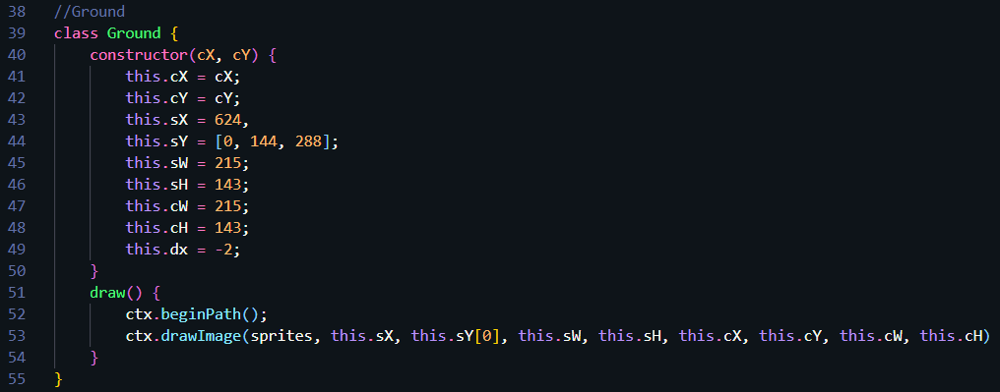 38 //Ground
39 class Ground {
40     constructor(cX, cY) {
41         this.cX = cX;
42         this.cY = cY;
43         this.sX = 624,
44         this.sY = [0, 144, 288];
45         this.sW = 215;
46         this.sH = 143;
47         this.cW = 215;
48         this.cH = 143;
49         this.dx = -2;
50     }
51     draw() {
52         ctx.beginPath();
53         ctx.drawImage(sprites, this.sX, this.sY[0], this.sW, this.sH, this.cX, this.cY, this.cW, this.cH)
54     }
55 }